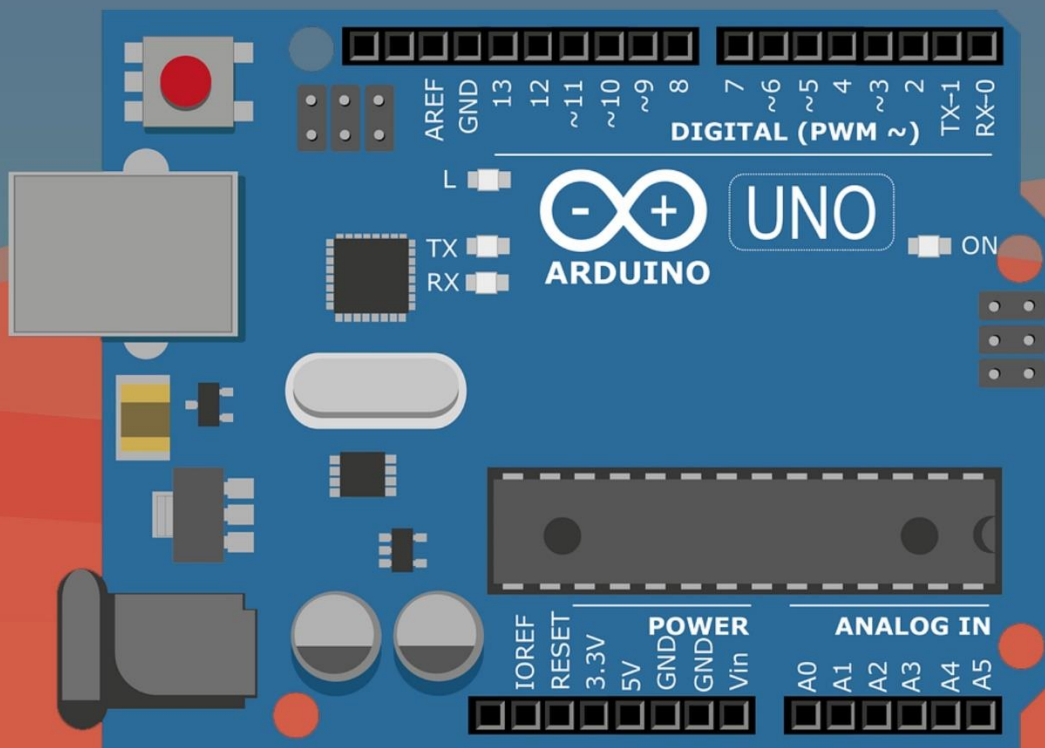 AREF
GND
13
12
~11
~10
~9
8
7
~6
~5
4
~3
2
TX→1
RX←0
DIGITAL (PWM ~)
L
TX
RX
- +
ARDUINO
UNO
ON
IOREF
RESET
3.3V
5V
GND
GND
Vin
POWER
ANALOG IN
A0
A1
A2
A3
A4
A5